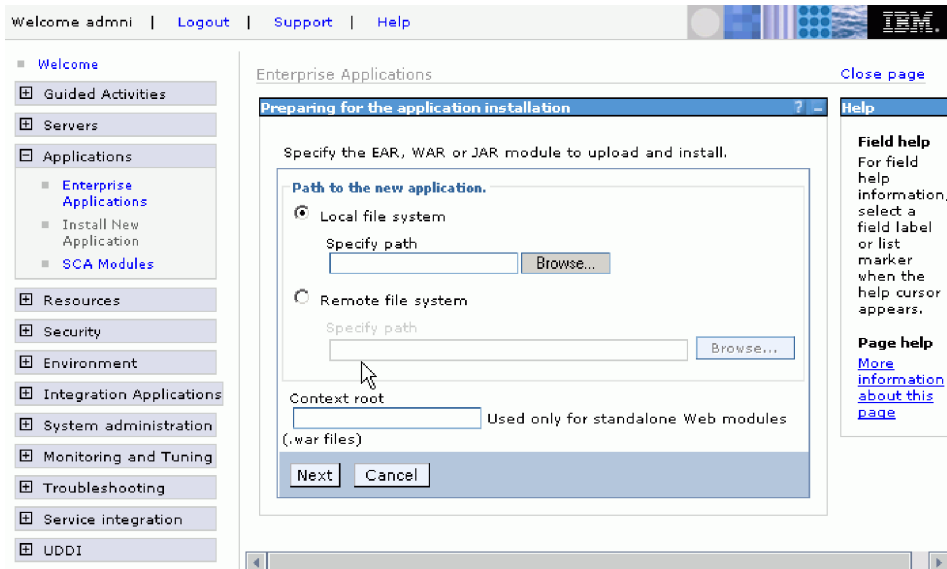 Welcome admni | Logout | Support | Help
IBM.
Welcome
Guided Activities
Servers
Applications
Enterprise
Applications
Install New
Application
SCA Modules
Resources
Security
Environment
Integration Applications
System administration
Monitoring and Tuning
Troubleshooting
Service integration
UDDI
Enterprise Applications
Close page
Preparing for the application installation
? –
Specify the EAR, WAR or JAR module to upload and install.
Path to the new application.
Local file system
Specify path
Browse...
Remote file system
Specify path
Browse...
Context root
Used only for standalone Web modules
(.war files)
Next
Cancel
Help
Field help
For field
help
information,
select a
field label
or list
marker
when the
help cursor
appears.
Page help
More
information
about this
page